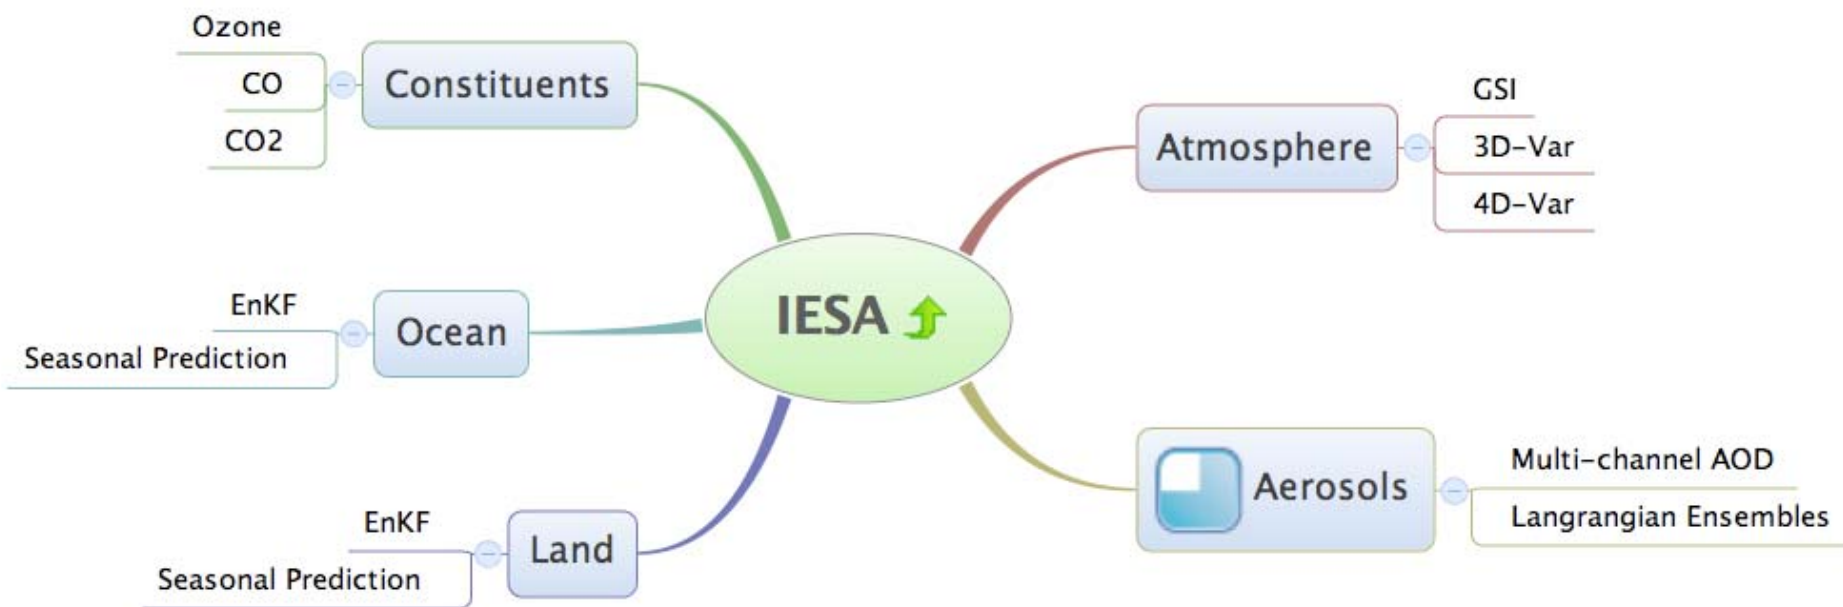 Ozone
CO
CO2
Constituents
EnKF
Seasonal Prediction
Ocean
EnKF
Seasonal Prediction
Land
IESA
Atmosphere
GSI
3D-Var
4D-Var
Aerosols
Multi-channel AOD
Langrangian Ensembles